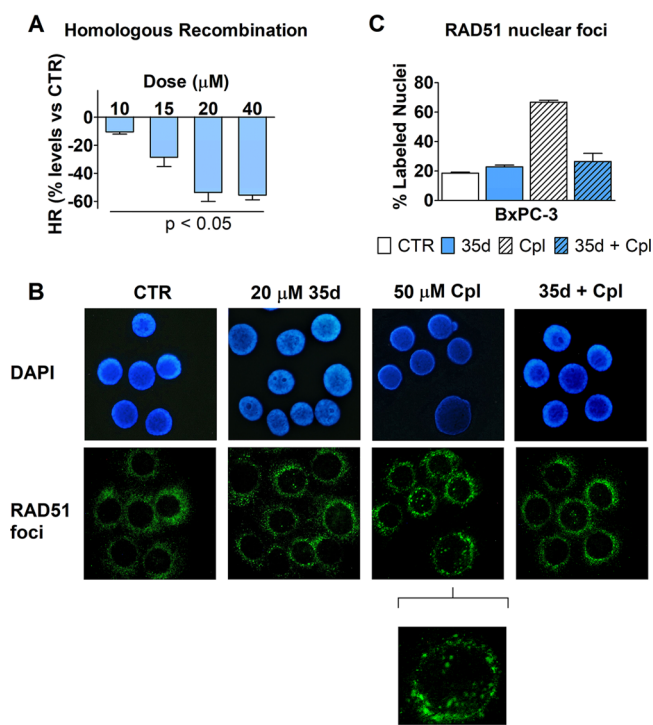 A Homologous Recombination
Dose (μM)
10 15 20 40
0
-20
-40
-60
HR (% levels vs CTR)
p < 0.05
C RAD51 nuclear foci
80
60
40
20
0
% Labeled Nuclei
BxPC-3
CTR 35d Cpl 35d + Cpl
B CTR 20 μM 35d 50 μM Cpl 35d + Cpl
DAPI
RAD51
foci